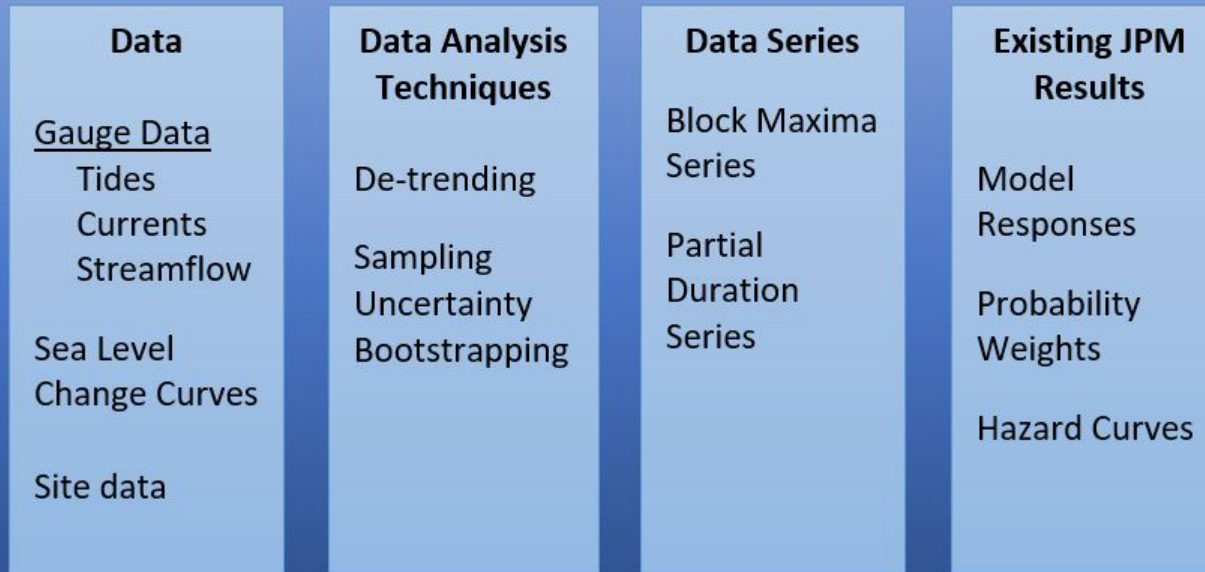 Data
Gauge Data
Tides
Currents
Streamflow
Sea Level
Change Curves
Site data
Data Analysis
Techniques
De-trending
Sampling
Uncertainty
Bootstrapping
Data Series
Block Maxima
Series
Partial
Duration
Series
Existing JPM
Results
Model
Responses
Probability
Weights
Hazard Curves